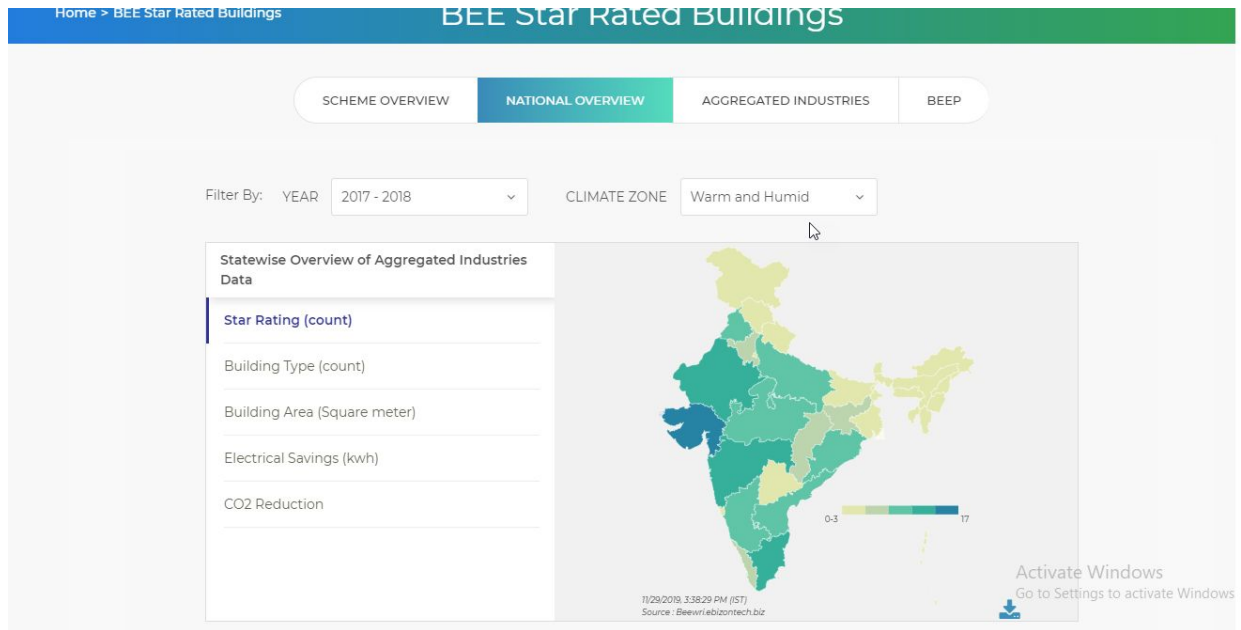 Home > BEE Star Rated Buildings
BEE Star Rated Buildings
SCHEME OVERVIEW
NATIONAL OVERVIEW
AGGREGATED INDUSTRIES
BEEP
Filter By: YEAR 2017 - 2018 CLIMATE ZONE Warm and Humid
Statewise Overview of Aggregated Industries
Data
Star Rating (count)
Building Type (count)
Building Area (Square meter)
Electrical Savings (kwh)
CO2 Reduction
0-3
17
11/29/2019, 3:38:29 PM (IST)
Source : Beewri.ebizontech.biz
Activate Windows
Go to Settings to activate Windows